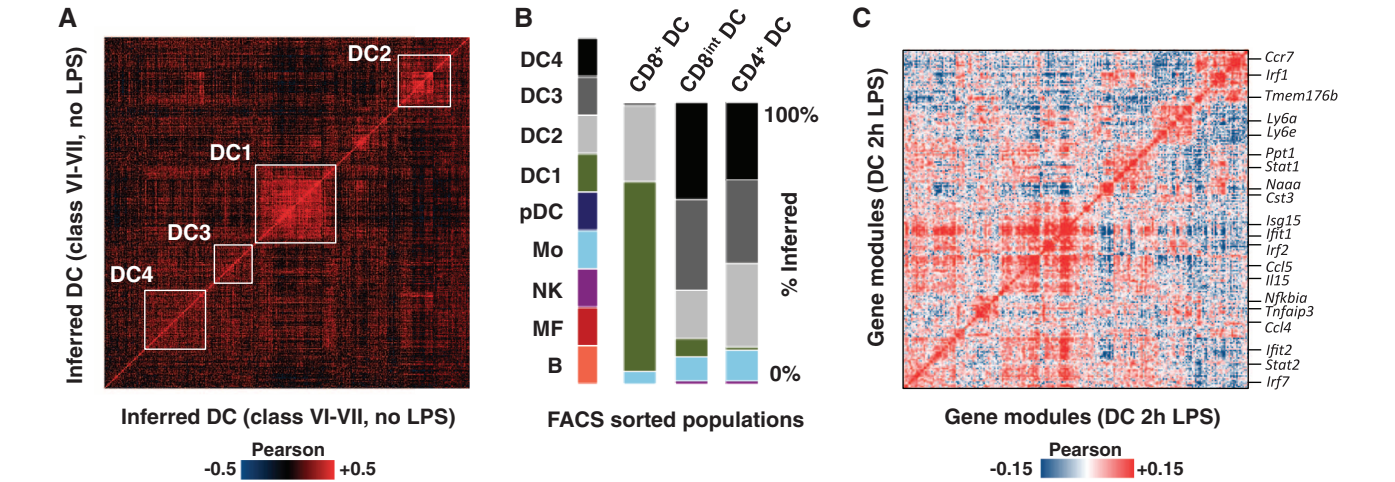 A
Inferred DC (class VI-VII, no LPS)
DC2
DC1
DC3
DC4
Inferred DC (class VI-VII, no LPS)
Pearson
-0.5
+0.5
B
DC4
DC3
DC2
DC1
pDC
Mo
NK
MF
B
CD8+ DC
CD8int DC
CD4+ DC
100%
% Inferred
0%
FACS sorted populations
C
Gene modules (DC 2h LPS)
Ccr7
Irf1
Tmem176b
Ly6a
Ly6e
Ppt1
Stat1
Naaa
Cst3
Isg15
Ifit1
Irf2
Ccl5
Il15
Nfkbia
Tnfaip3
Ccl4
Ifit2
Stat2
Irf7
Gene modules (DC 2h LPS)
Pearson
-0.15
+0.15